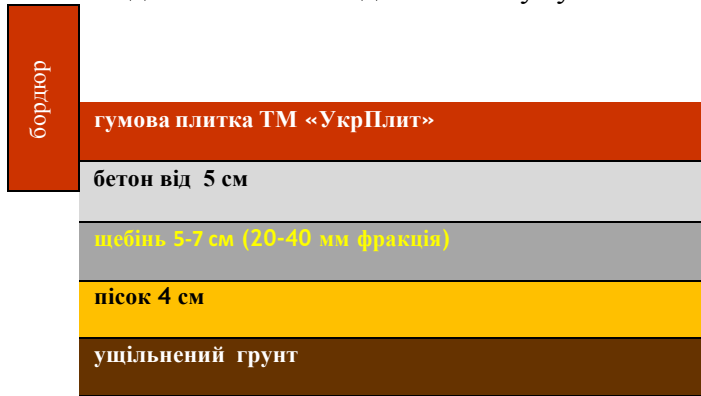 бордюр
гумова плитка ТМ «УкрПлит»
бетон від 5 см
щебінь 5-7 см (20-40 мм фракція)
пісок 4 см
ущільнений грунт